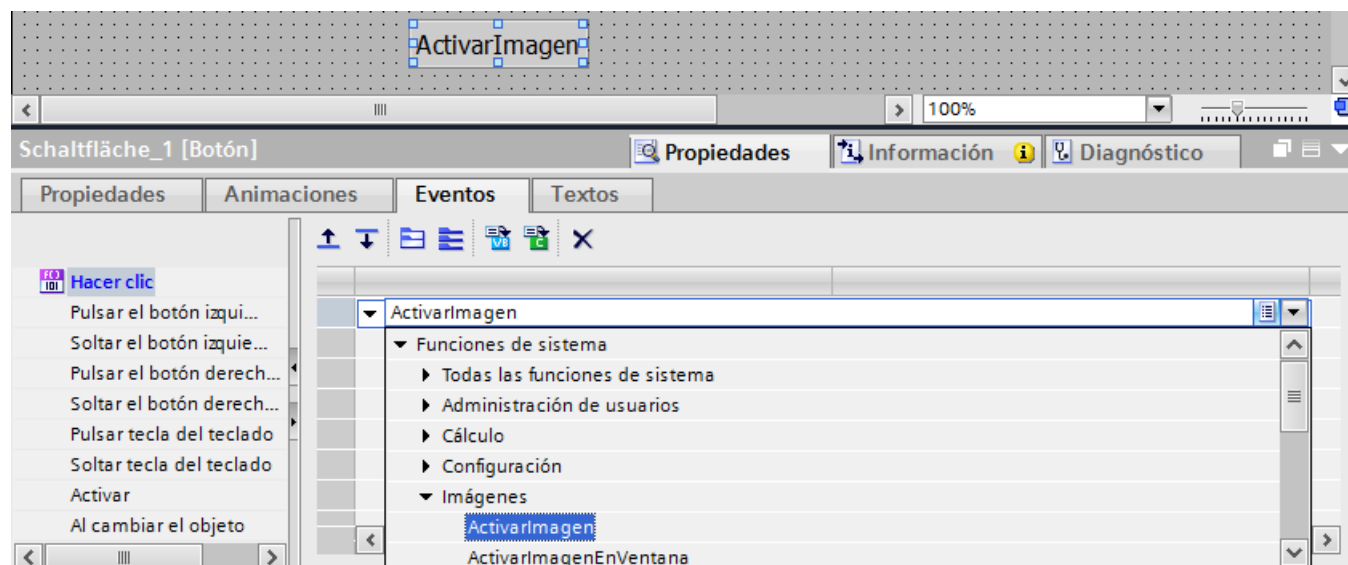 ActivarImagen
100%
Schaltfläche_1 [Botón]
Propiedades
Información
Diagnóstico
Propiedades
Animaciones
Eventos
Textos
Hacer clic
Pulsar el botón izqui...
Soltar el botón izquie...
Pulsar el botón derech...
Soltar el botón derech...
Pulsar tecla del teclado
Soltar tecla del teclado
Activar
Al cambiar el objeto
ActivarImagen
Funciones de sistema
Todas las funciones de sistema
Administración de usuarios
Cálculo
Configuración
Imágenes
ActivarImagen
ActivarImagenEnVentana